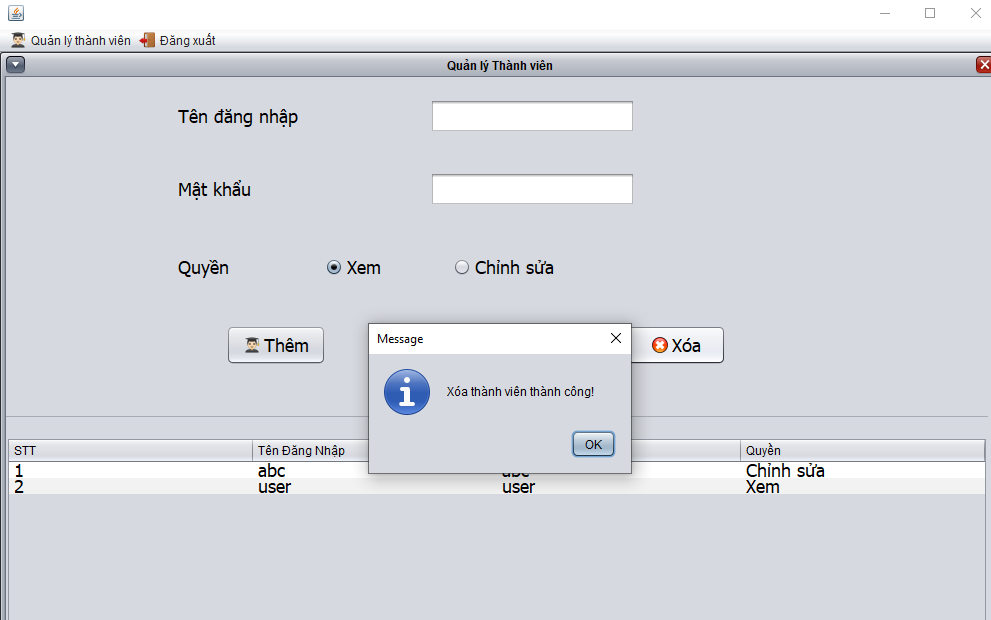 Quản lý thành viên Đăng xuất
Quản lý Thành viên
Tên đăng nhập
Mật khẩu
Quyền Xem Chỉnh sửa
Thêm Xóa
Message
Xóa thành viên thành công!
OK
STT Tên Đăng Nhập Quyền
1 abc abc Chỉnh sửa
2 user user Xem